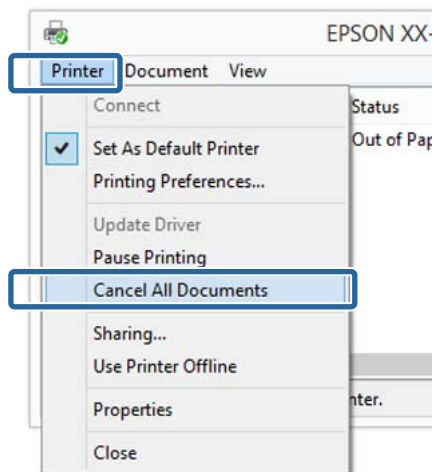 EPSON XX-
Printer Document View
Connect
Status
Set As Default Printer
Out of Pap
Printing Preferences...
Update Driver
Pause Printing
Cancel All Documents
Sharing...
Use Printer Offline
Properties
nter.
Close